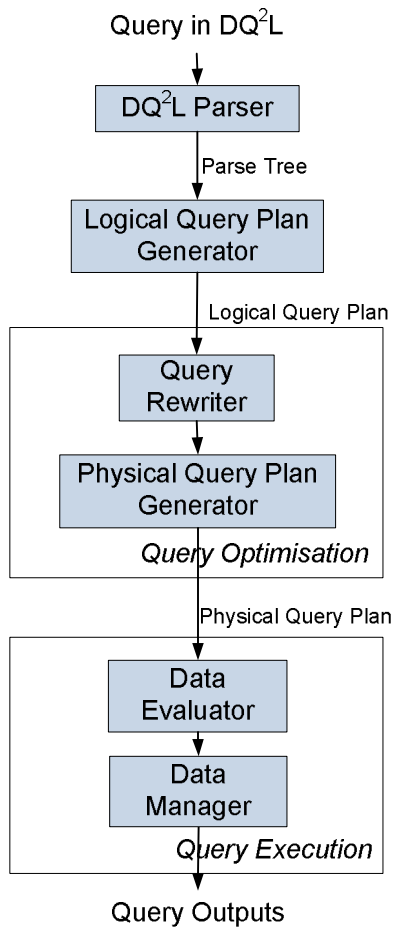 Query in DQ²L
DQ²L Parser
Parse Tree
Logical Query Plan
Generator
Logical Query Plan
Query
Rewriter
Physical Query Plan
Generator
Query Optimisation
Physical Query Plan
Data
Evaluator
Data
Manager
Query Execution
Query Outputs